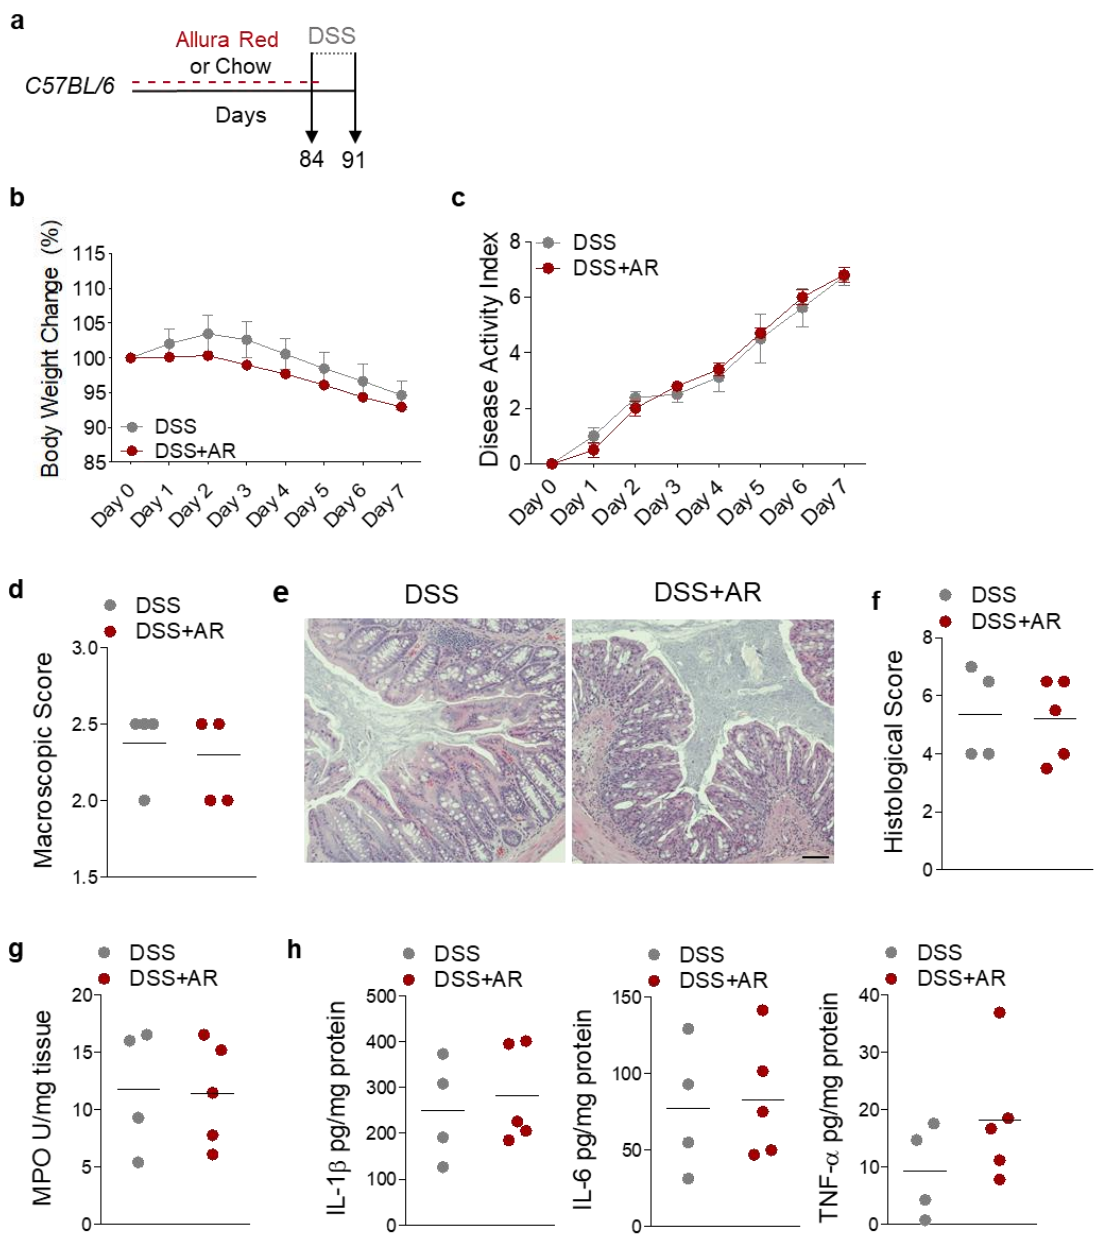 a
Allura Red
or Chow
DSS
C57BL/6
Days
84
91
b
Body Weight Change (%)
115
110
105
100
95
90
85
DSS
DSS+AR
Day 0
Day 1
Day 2
Day 3
Day 4
Day 5
Day 6
Day 7
c
Disease Activity Index
8
6
4
2
0
DSS
DSS+AR
Day 0
Day 1
Day 2
Day 3
Day 4
Day 5
Day 6
Day 7
d
DSS
DSS+AR
Macroscopic Score
3.0
2.5
2.0
1.5
e
DSS
DSS+AR
f
DSS
DSS+AR
Histological Score
8
6
4
2
0
g
DSS
DSS+AR
MPO U/mg tissue
20
15
10
5
0
h
DSS
DSS+AR
IL-1β pg/mg protein
500
400
300
200
100
0
DSS
DSS+AR
IL-6 pg/mg protein
150
100
50
0
DSS
DSS+AR
TNF-α pg/mg protein
40
30
20
10
0